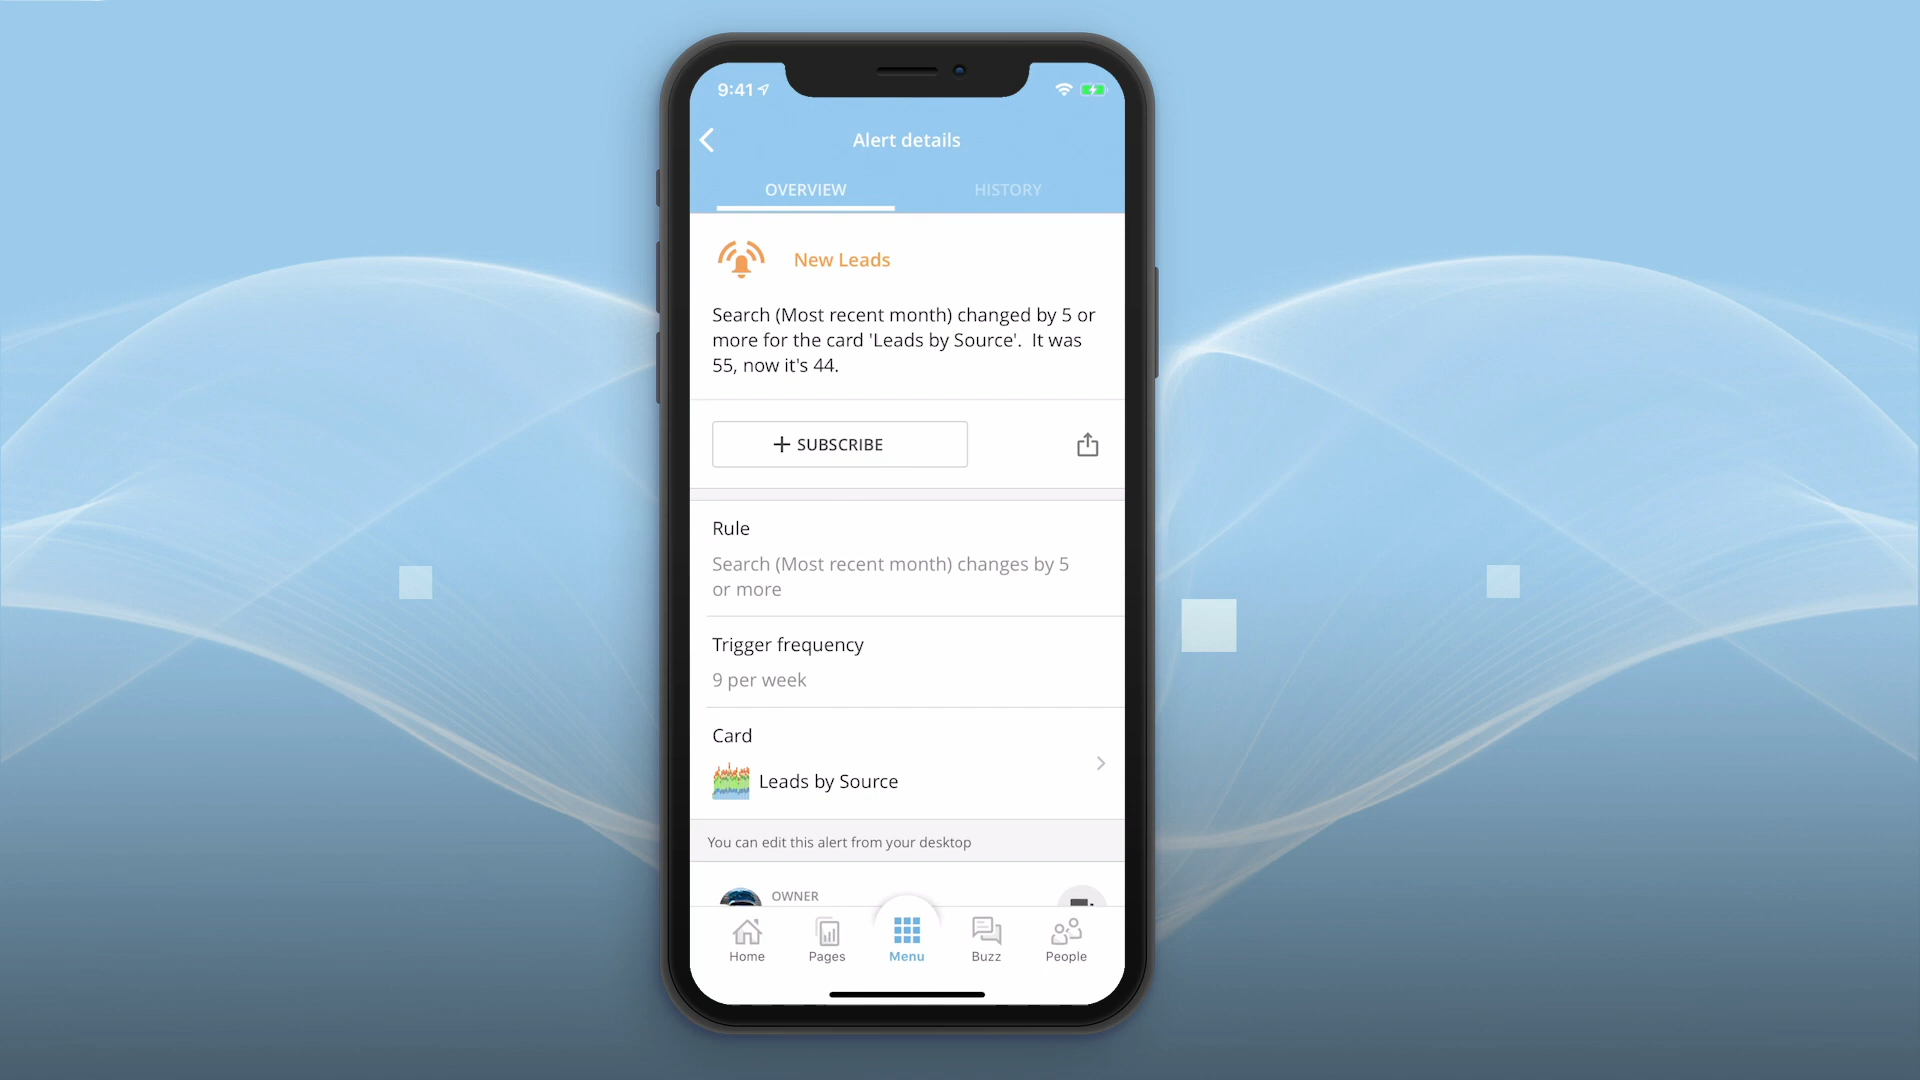 9:41
Alert details
OVERVIEW
HISTORY
New Leads
Search (Most recent month) changed by 5 or
more for the card 'Leads by Source'.  It was
55, now it's 44.
+ SUBSCRIBE
Rule
Search (Most recent month) changes by 5
or more
Trigger frequency
9 per week
Card
Leads by Source
You can edit this alert from your desktop
OWNER
Home
Pages
Menu
Buzz
People